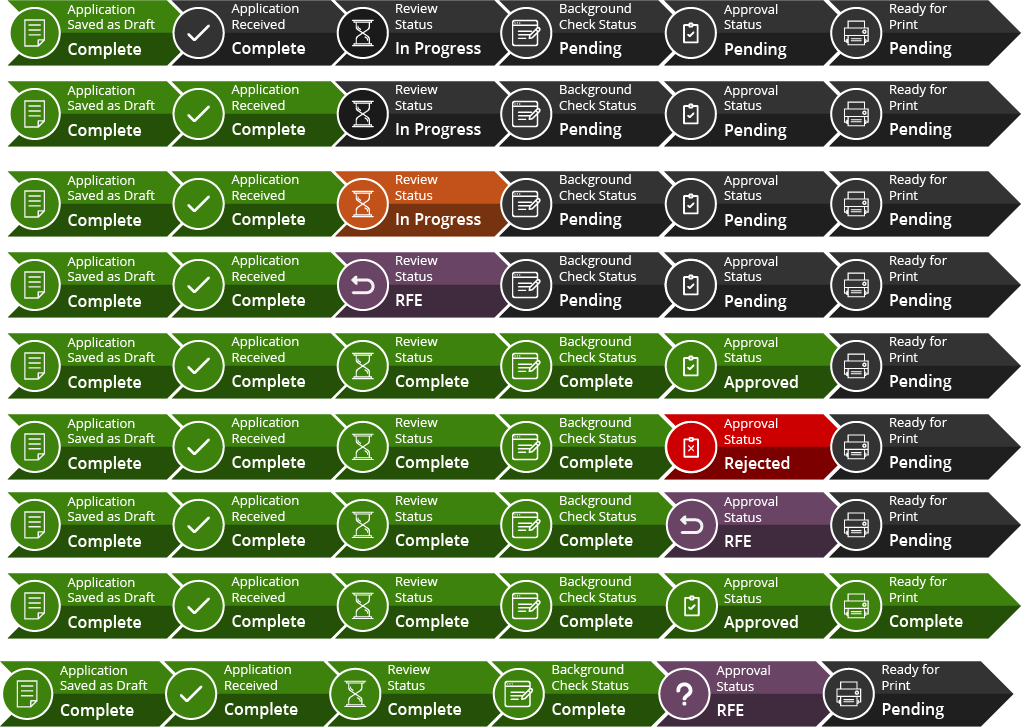 Application
Saved as Draft
Complete
Application
Received
Complete
Review
Status
In Progress
Background
Check Status
Pending
Approval
Status
Pending
Ready for
Print
Pending
Application
Saved as Draft
Complete
Application
Received
Complete
Review
Status
In Progress
Background
Check Status
Pending
Approval
Status
Pending
Ready for
Print
Pending
Application
Saved as Draft
Complete
Application
Received
Complete
Review
Status
In Progress
Background
Check Status
Pending
Approval
Status
Pending
Ready for
Print
Pending
Application
Saved as Draft
Complete
Application
Received
Complete
Review
Status
RFE
Background
Check Status
Pending
Approval
Status
Pending
Ready for
Print
Pending
Application
Saved as Draft
Complete
Application
Received
Complete
Review
Status
Complete
Background
Check Status
Complete
Approval
Status
Approved
Ready for
Print
Pending
Application
Saved as Draft
Complete
Application
Received
Complete
Review
Status
Complete
Background
Check Status
Complete
Approval
Status
Rejected
Ready for
Print
Pending
Application
Saved as Draft
Complete
Application
Received
Complete
Review
Status
Complete
Background
Check Status
Complete
Approval
Status
RFE
Ready for
Print
Pending
Application
Saved as Draft
Complete
Application
Received
Complete
Review
Status
Complete
Background
Check Status
Complete
Approval
Status
Approved
Ready for
Print
Complete
Application
Saved as Draft
Complete
Application
Received
Complete
Review
Status
Complete
Background
Check Status
Complete
?
Approval
Status
RFE
Ready for
Print
Pending